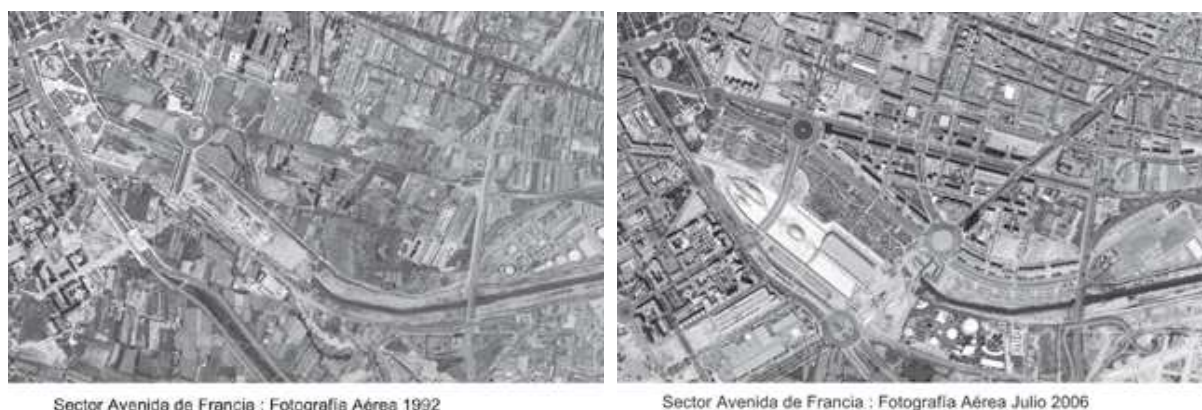 Sector Avenida de Francia : Fotografía Aérea 1992
Sector Avenida de Francia : Fotografía Aérea Julio 2006